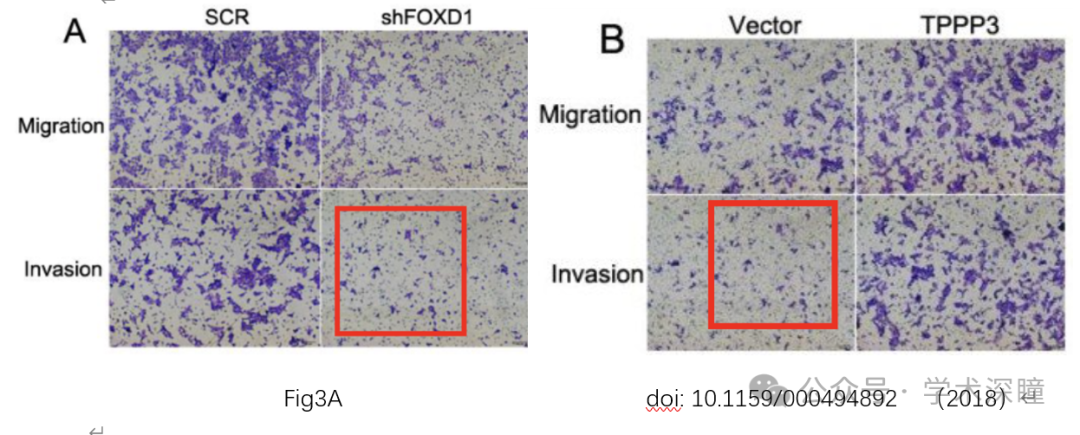 A SCR shFOXD1
Migration
Invasion
Fig3A
B Vector TPPP3
Migration
Invasion
doi: 10.1159/000494892 (2018)
公众号 · 学术深瞳